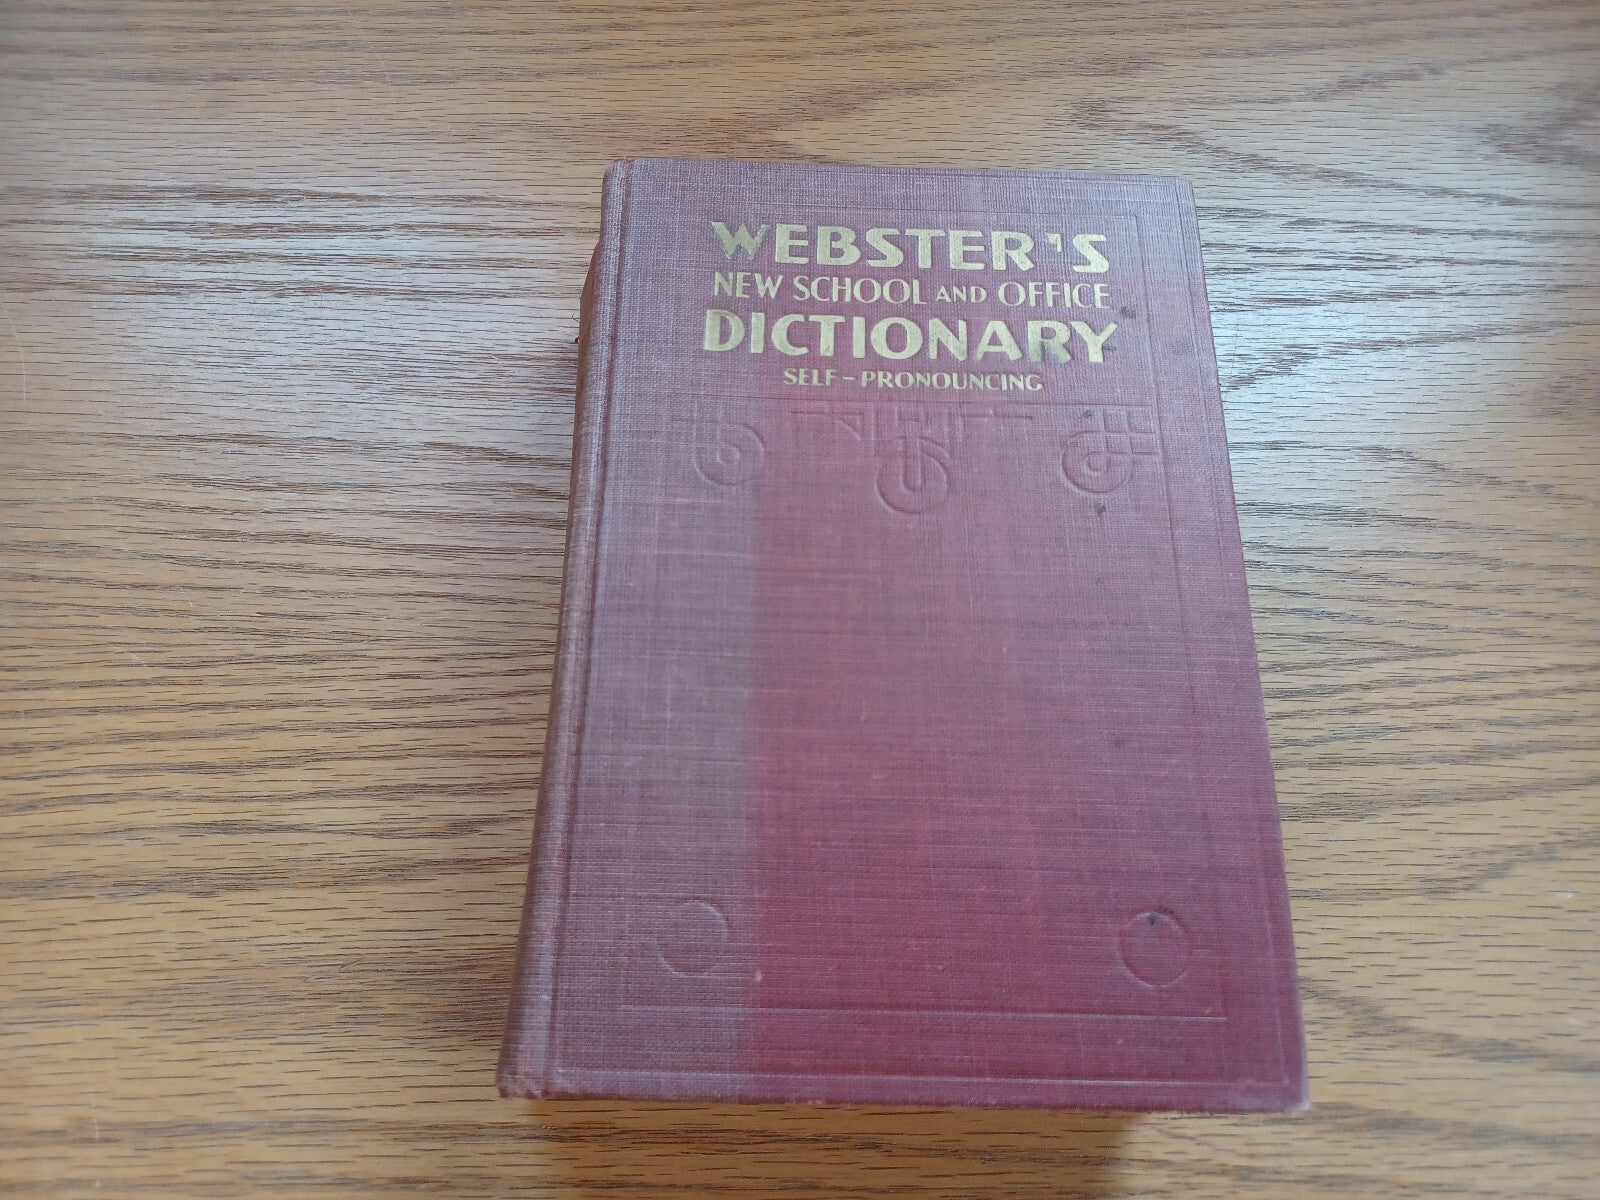 WEBSTER'S
NEW SCHOOL AND OFFICE
DICTIONARY
SELF-PRONOUNCING